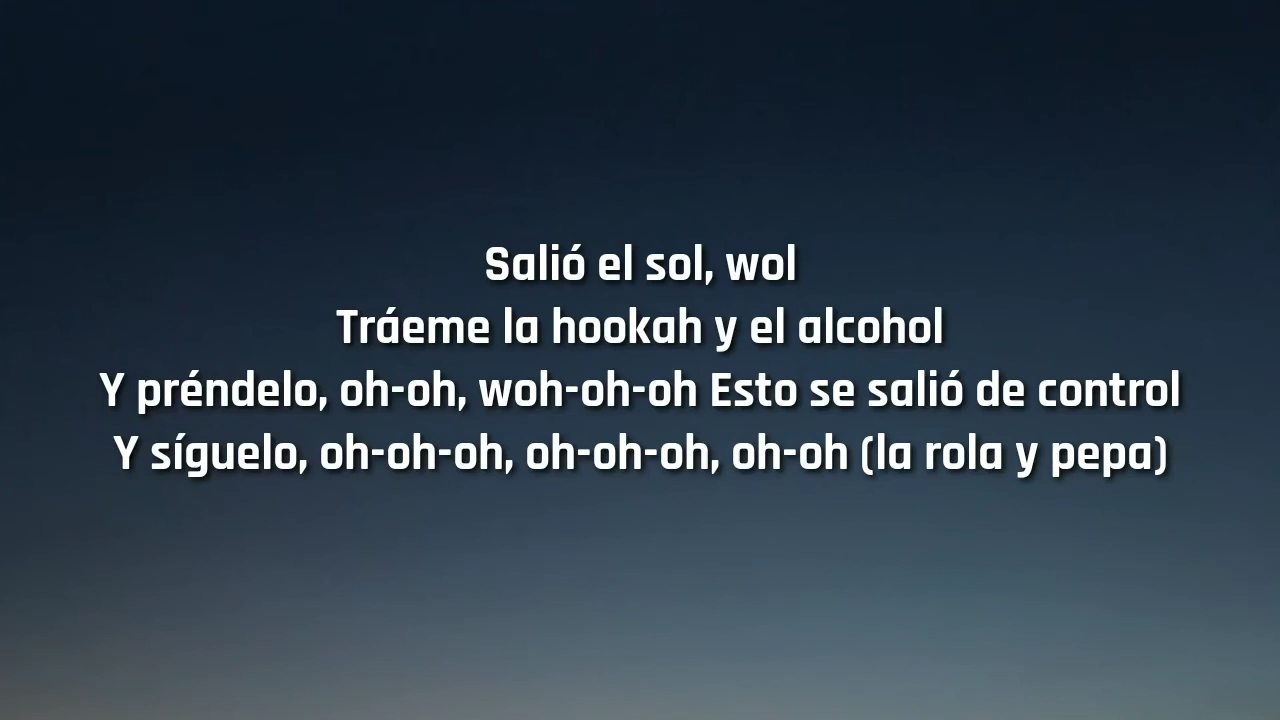 Salió el sol, wol
Tráeme la hookah y el alcohol
Y préndelo, oh-oh, woh-oh-oh Esto se salió de control
Y síguelo, oh-oh-oh, oh-oh-oh, oh-oh (la rola y pepa)